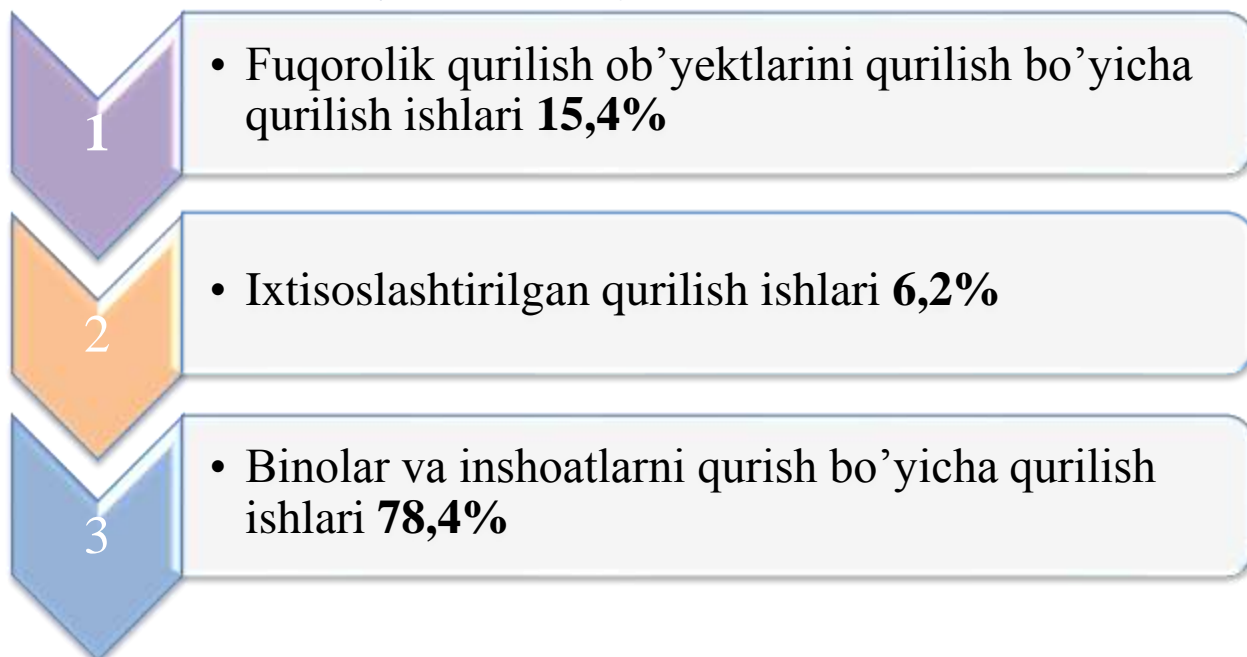 1
• Fuqorolik qurilish ob’yektlarini qurilish bo’yicha
qurilish ishlari 15,4%
2
• Ixtisoslashtirilgan qurilish ishlari 6,2%
3
• Binolar va inshoatlarni qurish bo’yicha qurilish
ishlari 78,4%